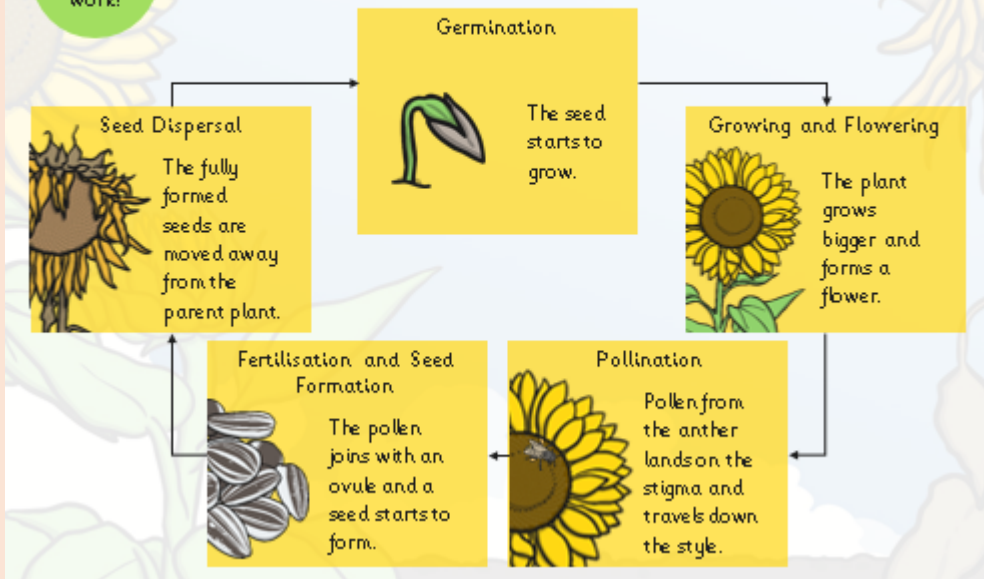 work!
Germination
The seed
starts to
grow.
Growing and Flowering
The plant
grows
bigger and
forms a
flower.
Pollination
Pollen from
the anther
lands on the
stigma and
travels down
the style.
Fertilisation and Seed
Formation
The pollen
joins with an
ovule and a
seed starts to
form.
Seed Dispersal
The fully
formed
seeds are
moved away
from the
parent plant.